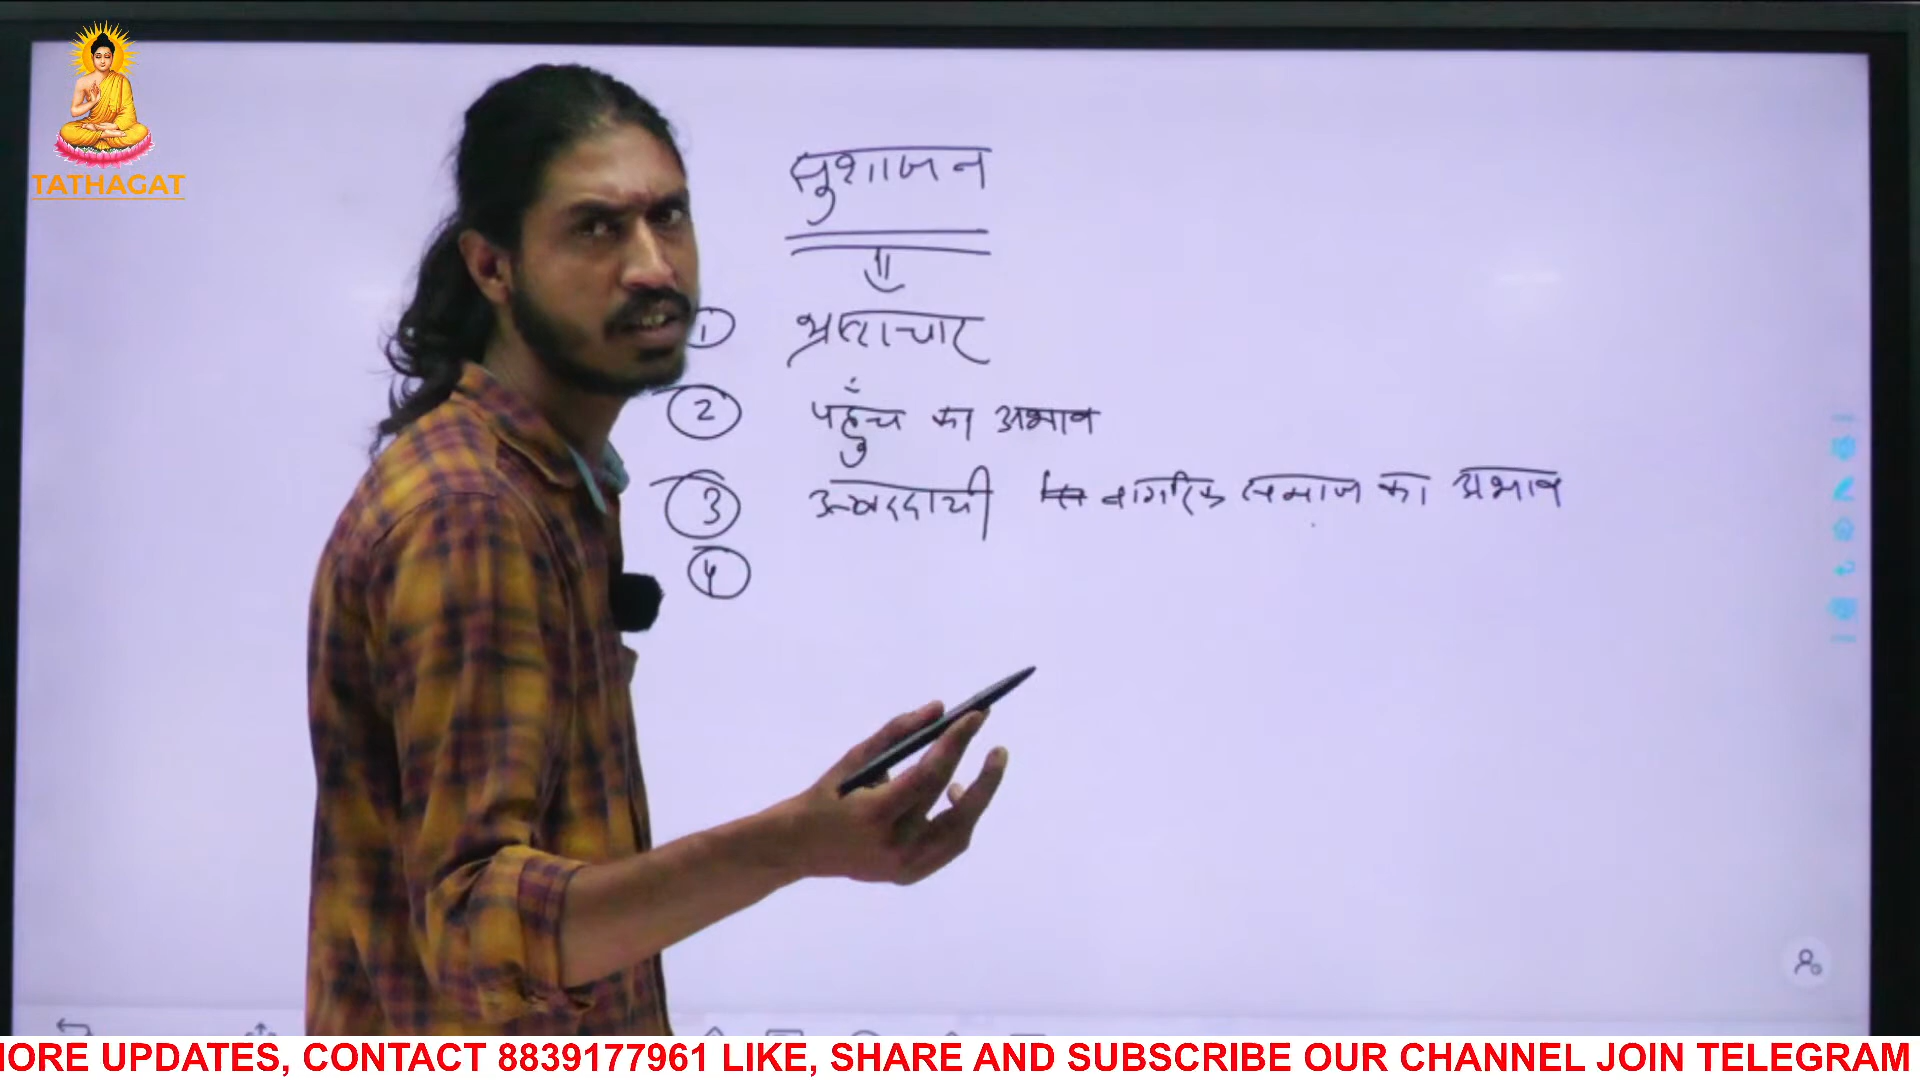 TATHAGAT
सुशासन
1 भ्रष्टाचार
2 पहुँच का अभाव
3 उत्तरदायी नागरिक समाज का अभाव
4
MORE UPDATES, CONTACT 8839177961 LIKE, SHARE AND SUBSCRIBE OUR CHANNEL JOIN TELEGRAM